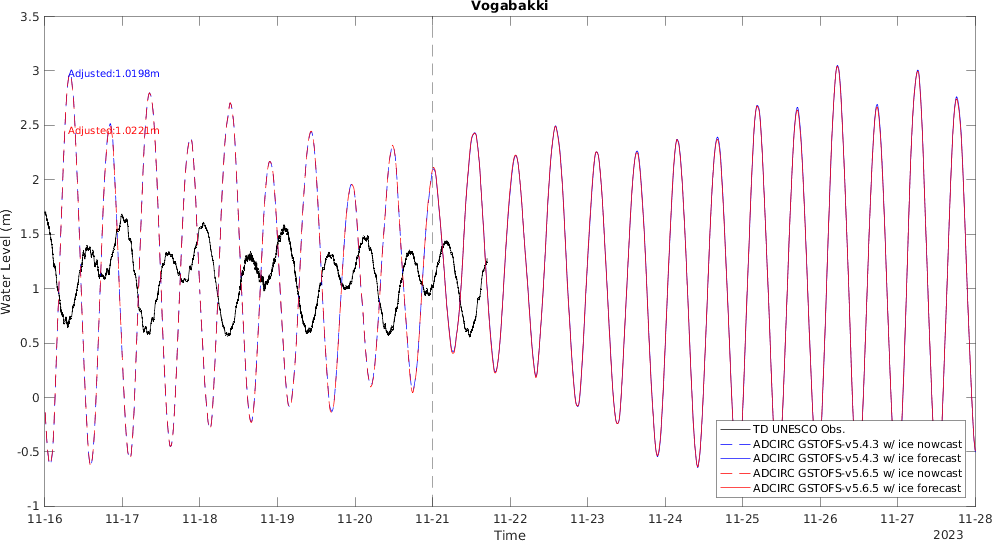 Vogabakki
3.5
3
2.5
2
1.5
1
0.5
0
-0.5
-1
Water Level (m)
Adjusted:1.0198m
Adjusted:1.0221m
TD UNESCO Obs.
ADCIRC GSTOFS-v5.4.3 w/ ice nowcast
ADCIRC GSTOFS-v5.4.3 w/ ice forecast
ADCIRC GSTOFS-v5.6.5 w/ ice nowcast
ADCIRC GSTOFS-v5.6.5 w/ ice forecast
11-16 11-17 11-18 11-19 11-20 11-21 11-22 11-23 11-24 11-25 11-26 11-27 11-28
Time
2023